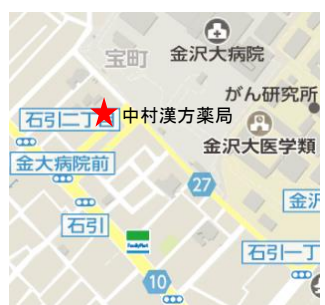 宝町
金沢大病院
がん研究所
中村漢方薬局
石引二丁目
金沢大医学類
金大病院前
27
金沢
石引
FamilyMart
石引一丁
10